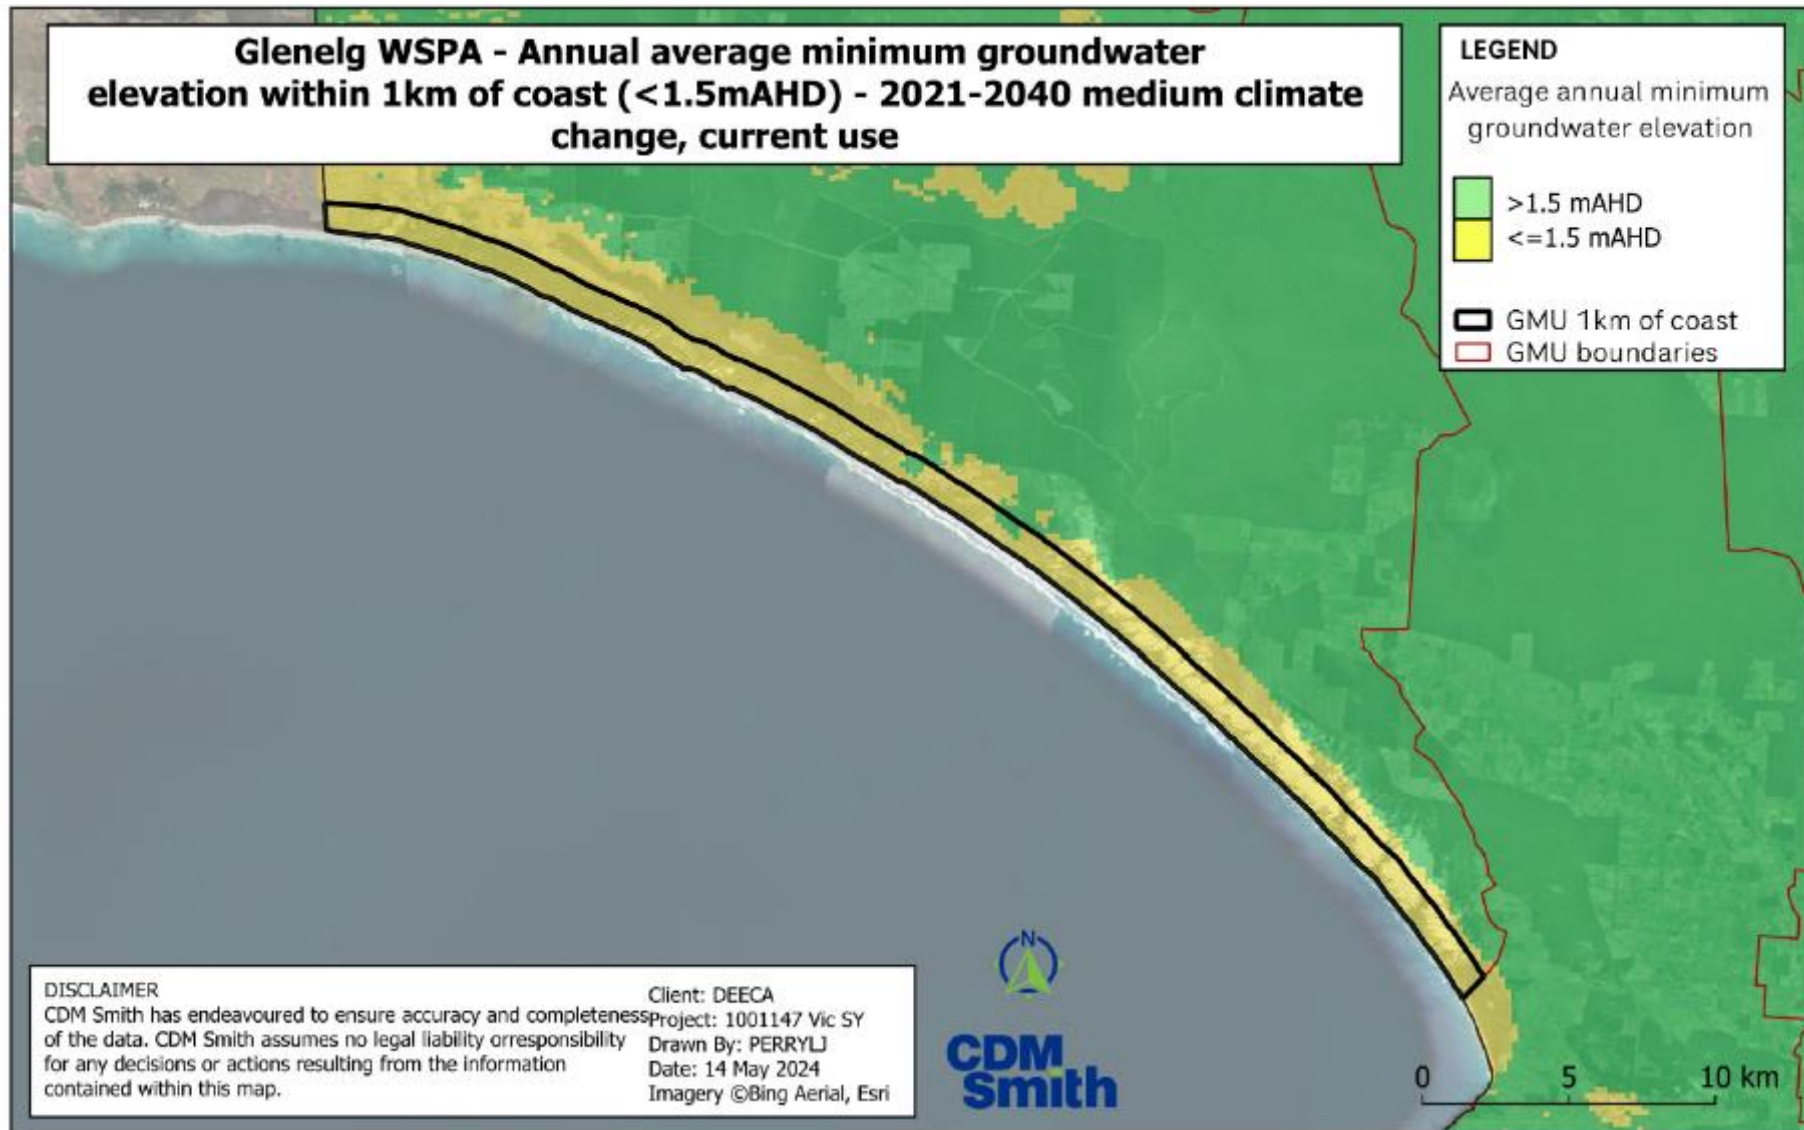 Glenelg WSPA - Annual average minimum groundwater
elevation within 1km of coast (<1.5mAHD) - 2021-2040 medium climate
change, current use
LEGEND
Average annual minimum
groundwater elevation
>1.5 mAHD
<=1.5 mAHD
GMU 1km of coast
GMU boundaries
DISCLAIMER
CDM Smith has endeavoured to ensure accuracy and completeness
of the data. CDM Smith assumes no legal liability orresponsibility
for any decisions or actions resulting from the information
contained within this map.
Client: DEECA
Project: 1001147 Vic SY
Drawn By: PERRYLJ
Date: 14 May 2024
Imagery ©Bing Aerial, Esri
N
CDM
Smith
0 5 10 km